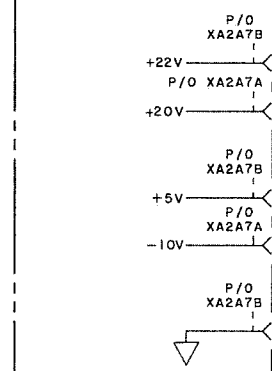 P/O
XA2A7B
+22V
P/O XA2A7A
+20V
P/O
XA2A7B
+5V
P/O
XA2A7A
-10V
P/O
XA2A7B